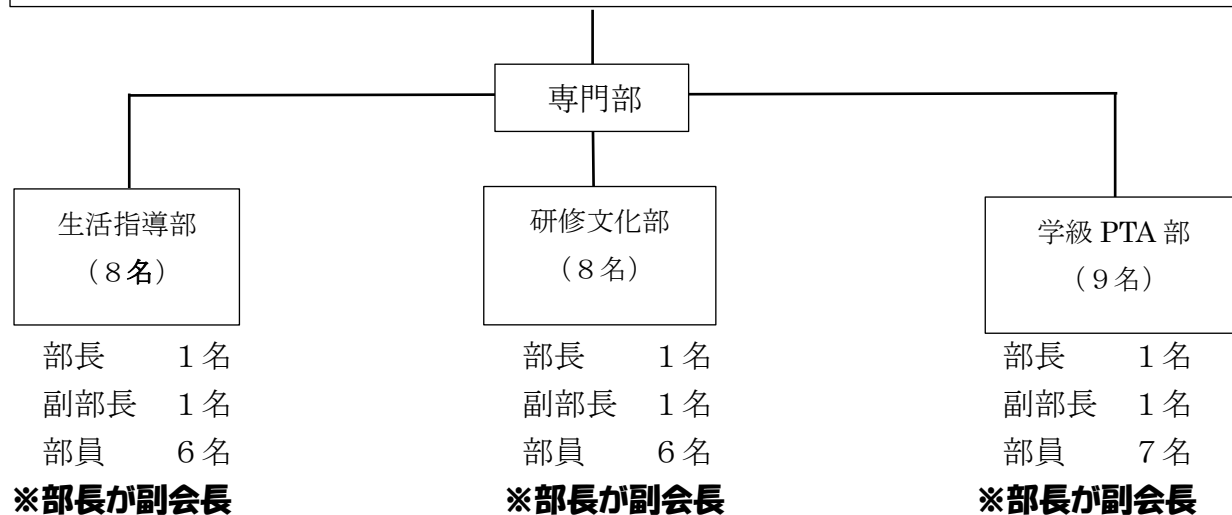 専門部
生活指導部
（８名）
部長　１名
副部長　１名
部員　６名
※部長が副会長
研修文化部
（８名）
部長　１名
副部長　１名
部員　６名
※部長が副会長
学級 PTA 部
（９名）
部長　１名
副部長　１名
部員　７名
※部長が副会長